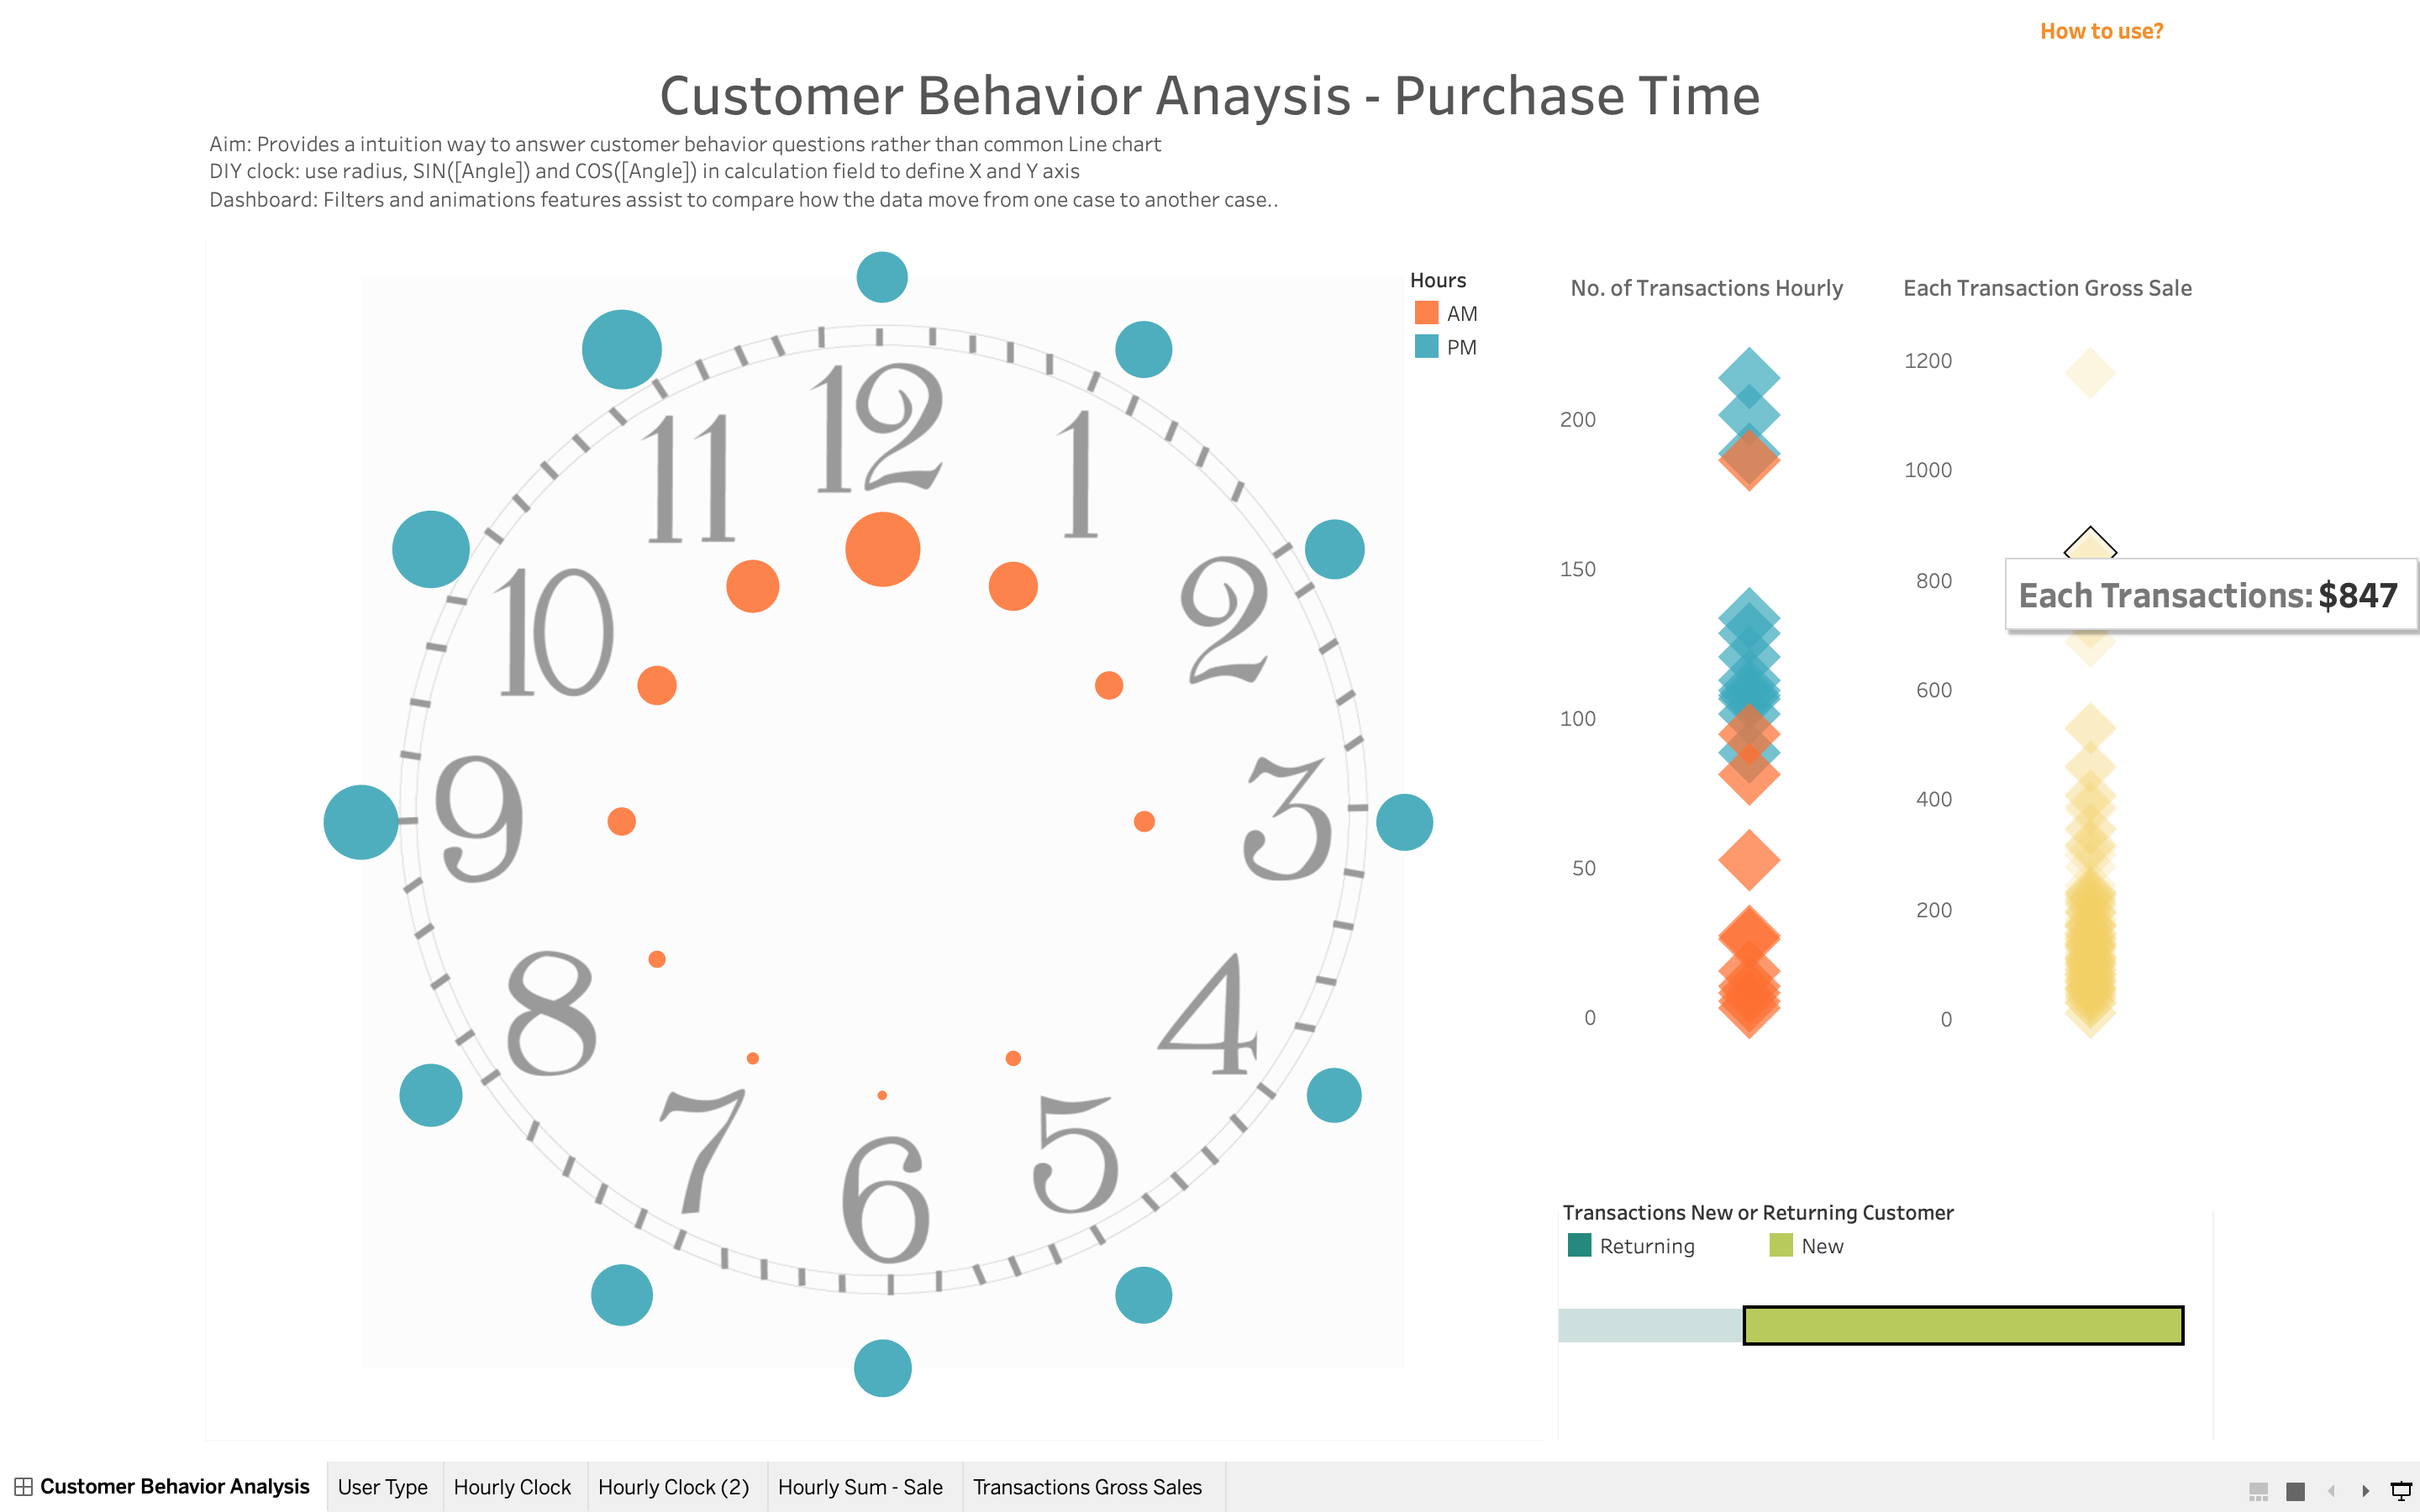 How to use?
Customer Behavior Anaysis - Purchase Time
Aim: Provides a intuition way to answer customer behavior questions rather than common Line chart
DIY clock: use radius, SIN([Angle]) and COS([Angle]) in calculation field to define X and Y axis
Dashboard: Filters and animations features assist to compare how the data move from one case to another case..
12
1
2
3
4
5
6
7
8
9
10
11
Hours
AM
PM
No. of Transactions Hourly
200
150
100
50
0
Each Transaction Gross Sale
1200
1000
800
600
400
200
0
Each Transactions: $847
Transactions New or Returning Customer
Returning New
Customer Behavior Analysis User Type Hourly Clock Hourly Clock (2) Hourly Sum - Sale Transactions Gross Sales